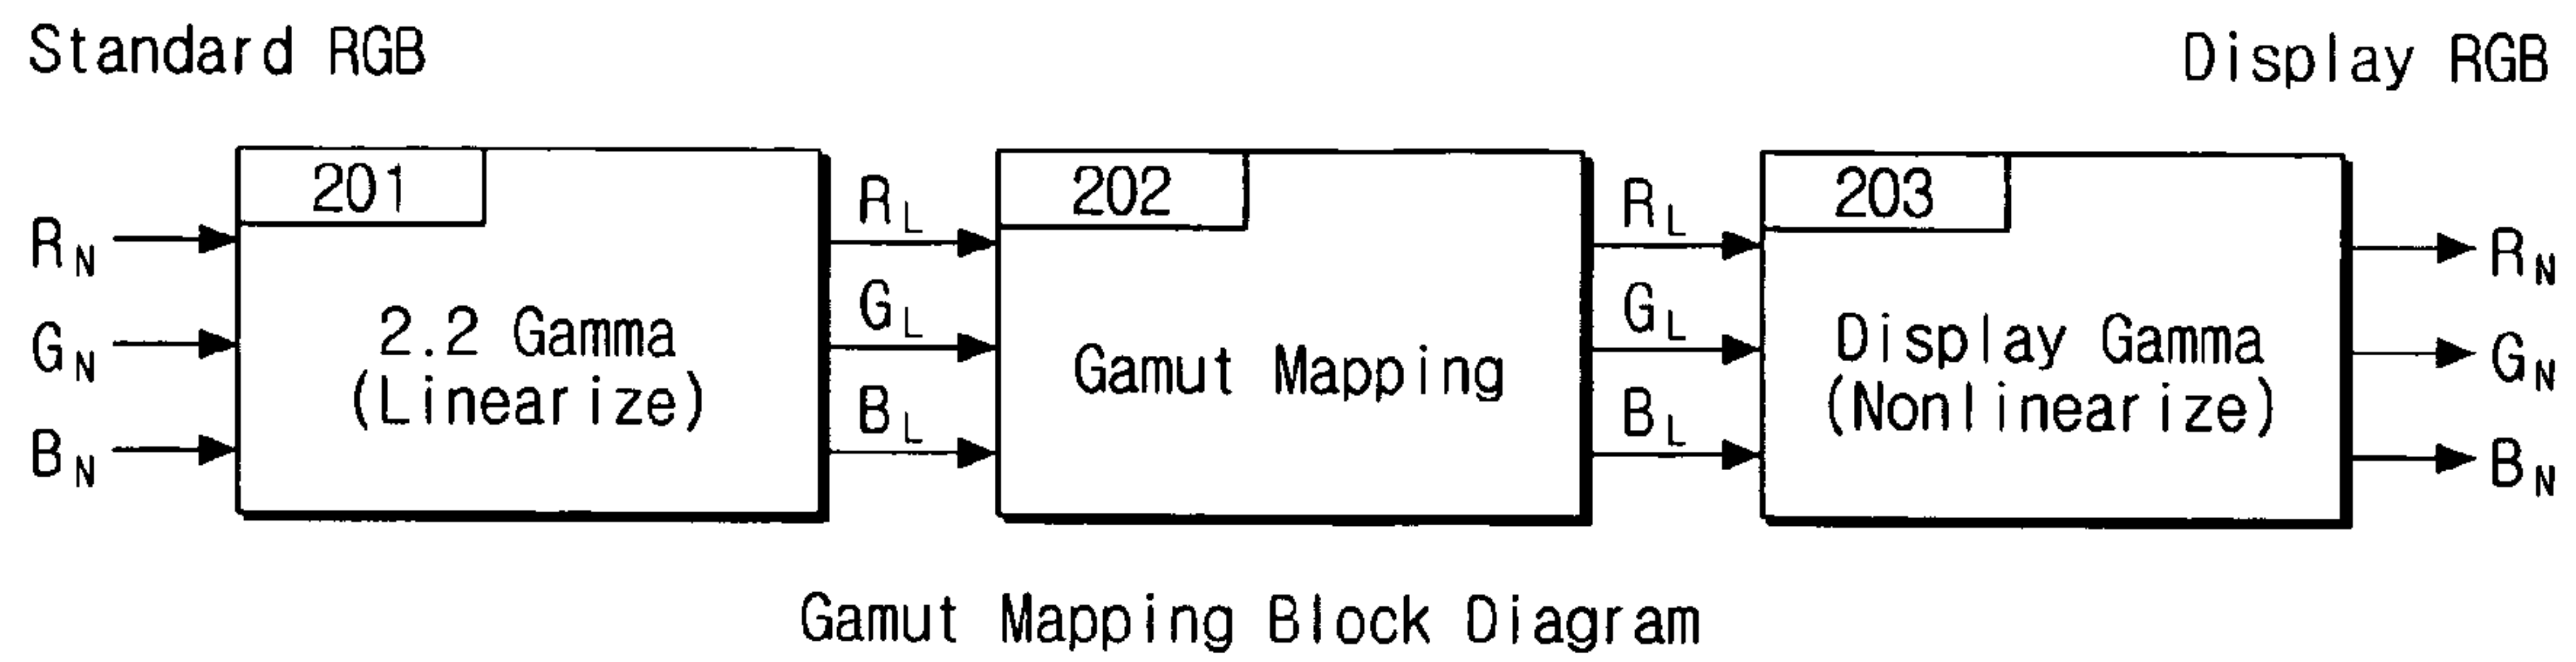 Standard RGB
Display RGB
201
202
203
R_N
G_N
B_N
2.2 Gamma
(Linearize)
R_L
G_L
B_L
Gamut Mapping
R_L
G_L
B_L
Display Gamma
(Nonlinearize)
R_N
G_N
B_N
Gamut Mapping Block Diagram